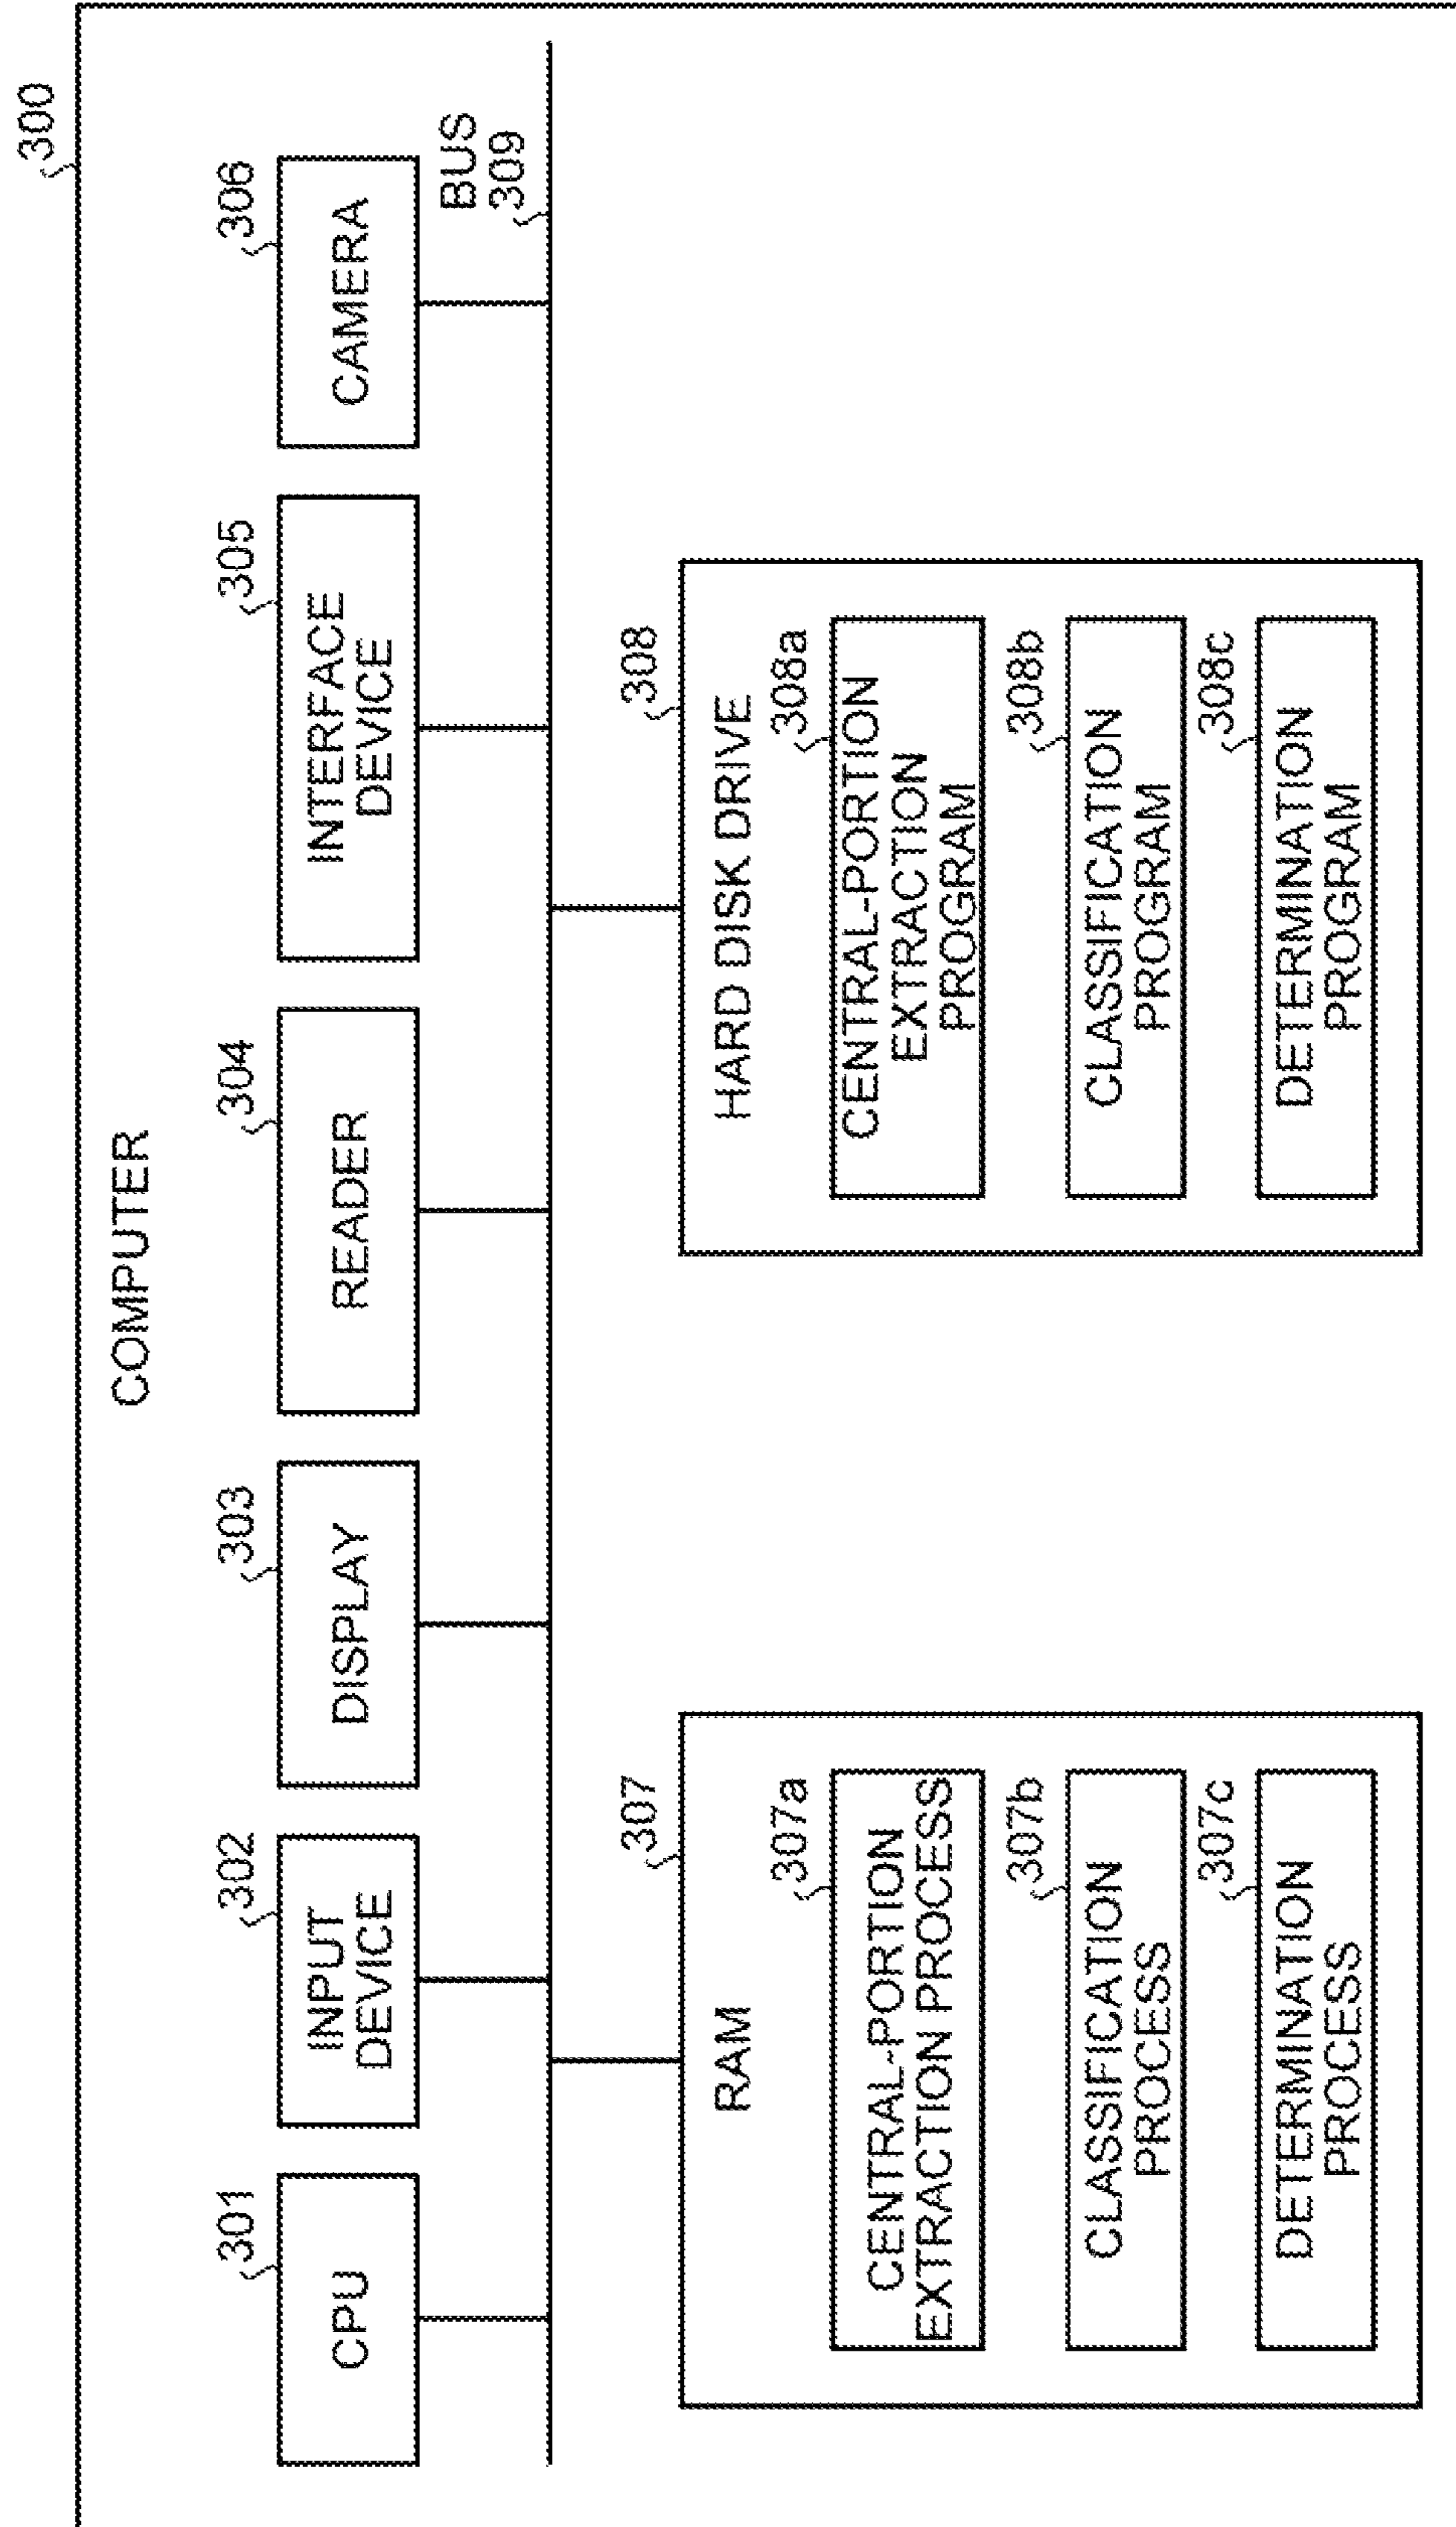 300
COMPUTER
301
302
303
304
305
306
CPU
INPUT
DEVICE
DISPLAY
READER
INTERFACE
DEVICE
CAMERA
BUS
309
307
308
RAM
HARD DISK DRIVE
307a
CENTRAL-PORTION
EXTRACTION PROCESS
307b
CLASSIFICATION
PROCESS
307c
DETERMINATION
PROCESS
308a
CENTRAL-PORTION
EXTRACTION
PROGRAM
308b
CLASSIFICATION
PROGRAM
308c
DETERMINATION
PROGRAM